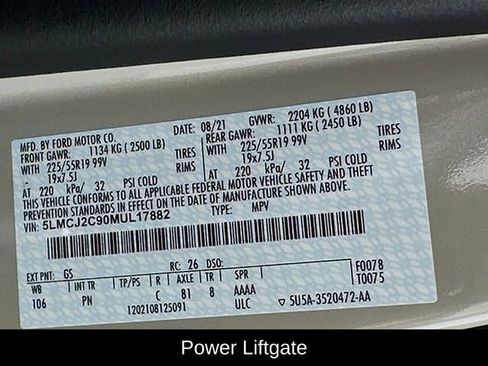 MFD. BY FORD MOTOR CO.
DATE: 08/21
GVWR: 2204 KG ( 4860 LB)
FRONT GAWR: 1134 KG ( 2500 LB)
REAR GAWR: 1111 KG ( 2450 LB)
WITH 225/55R19 99V TIRES
WITH 225/55R19 99V TIRES
19x7.5J RIMS
19x7.5J RIMS
AT 220 kPa/ 32 PSI COLD
AT 220 kPa/ 32 PSI COLD
THIS VEHICLE CONFORMS TO ALL APPLICABLE FEDERAL MOTOR VEHICLE SAFETY AND THEFT
PREVENTION STANDARDS IN EFFECT ON THE DATE OF MANUFACTURE SHOWN ABOVE.
VIN: 5LMCJ2C90MUL17882
TYPE: MPV
EXT PNT: GS RC: 26 DSO:
WB INT TR TP/PS R AXLE TR SPR
106 PN C 81 8 AAAA
1202108125091 ULC
F0078
T0075
5U5A-3520472-AA
Power Liftgate